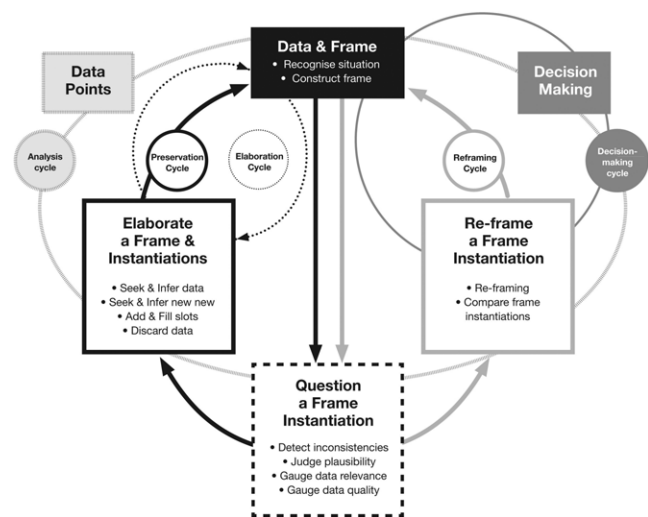 Data & Frame
• Recognise situation
• Construct frame
Data
Points
Decision
Making
Analysis
cycle
Preservation
Cycle
Elaboration
Cycle
Reframing
Cycle
Decision-
making
cycle
Elaborate
a Frame &
Instantiations
• Seek & Infer data
• Seek & Infer new new
• Add & Fill slots
• Discard data
Re-frame
a Frame
Instantiation
• Re-framing
• Compare frame
instantiations
Question
a Frame
Instantiation
• Detect inconsistencies
• Judge plausibility
• Gauge data relevance
• Gauge data quality